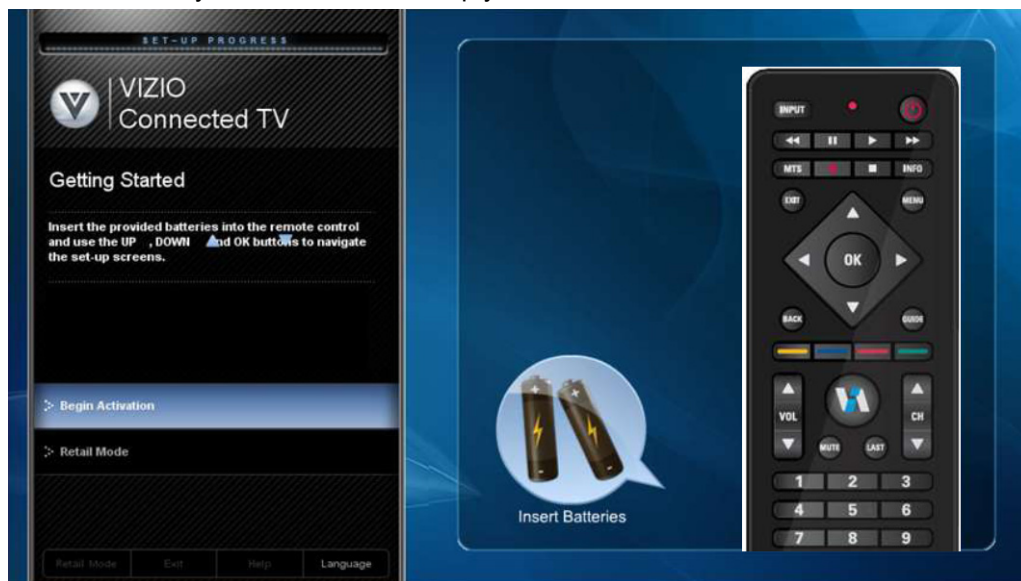 SET-UP PROGRESS
VIZIO
Connected TV
Getting Started
Insert the provided batteries into the remote control
and use the UP , DOWN and OK buttons to navigate
the set-up screens.
> Begin Activation
> Retail Mode
Retail Mode Exit Help Language
Insert Batteries
INPUT
MTS INFO
EXIT MENU
OK
BACK GUIDE
VOL CH
MUTE LAST
1 2 3
4 5 6
7 8 9